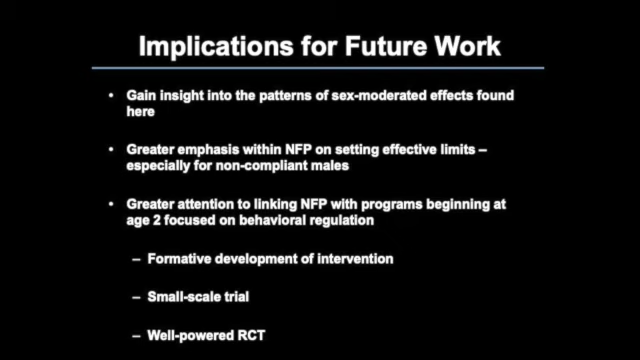 Implications for Future Work
• Gain insight into the patterns of sex-moderated effects found
here
• Greater emphasis within NFP on setting effective limits –
especially for non-compliant males
• Greater attention to linking NFP with programs beginning at
age 2 focused on behavioral regulation
– Formative development of intervention
– Small-scale trial
– Well-powered RCT